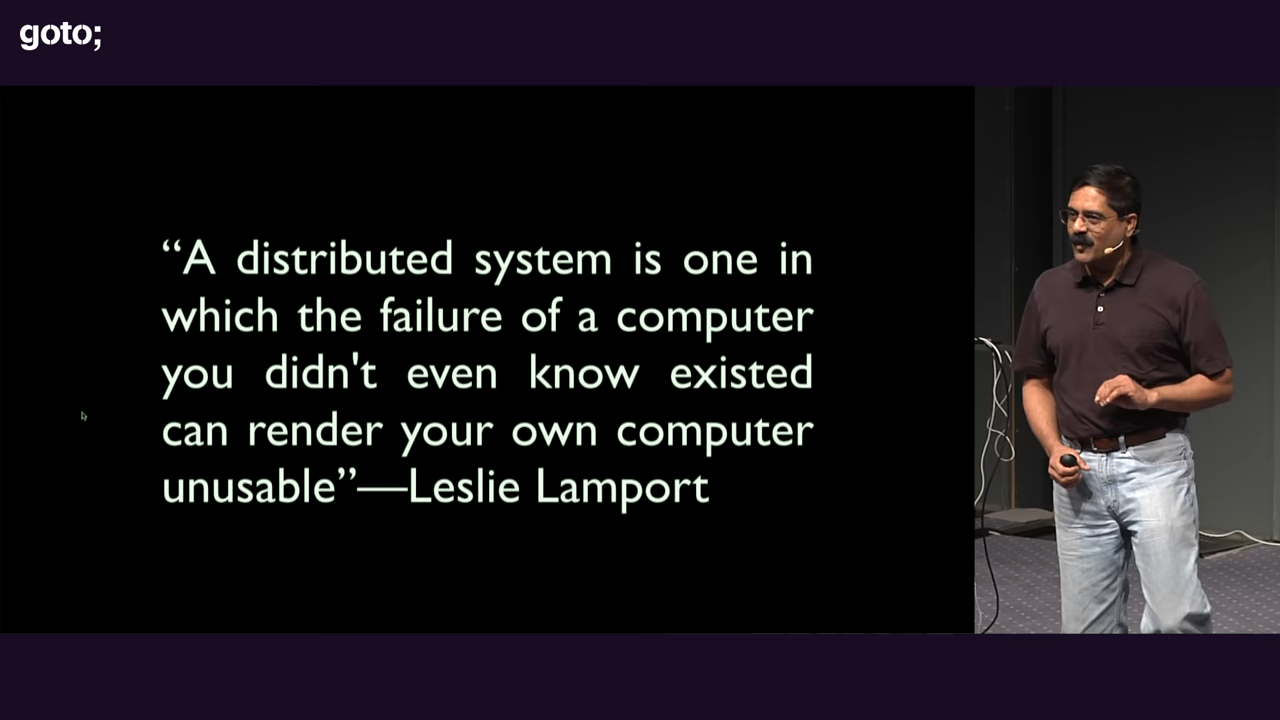 goto;
“A distributed system is one in
which the failure of a computer
you didn't even know existed
can render your own computer
unusable”—Leslie Lamport